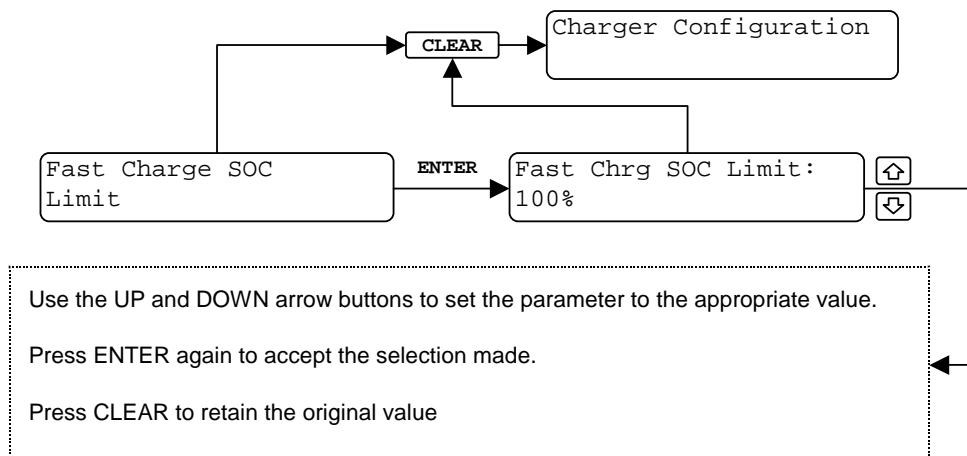 Charger Configuration
CLEAR
Fast Charge SOC
Limit
ENTER
Fast Chrg SOC Limit:
100%
Use the UP and DOWN arrow buttons to set the parameter to the appropriate value.
Press ENTER again to accept the selection made.
Press CLEAR to retain the original value